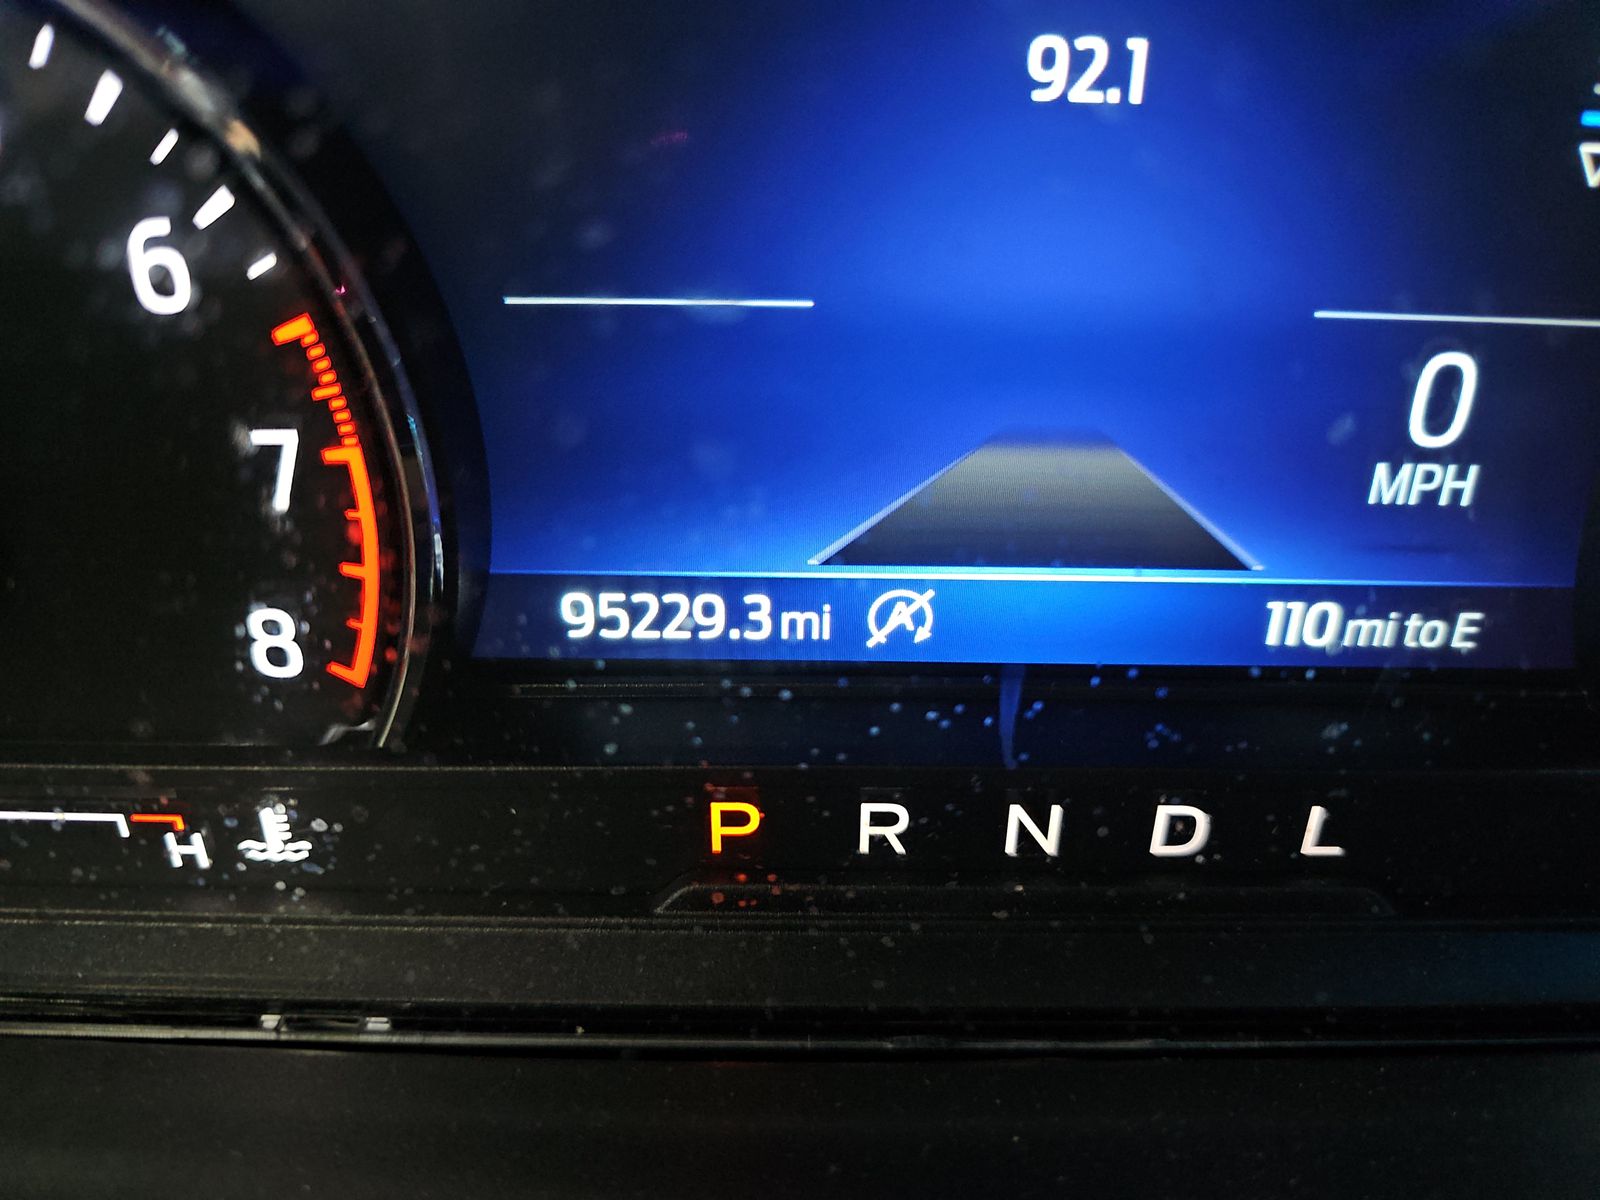 92.1
6
7
8
0
MPH
95229.3 mi
A
110 mi to E
H
P R N D L